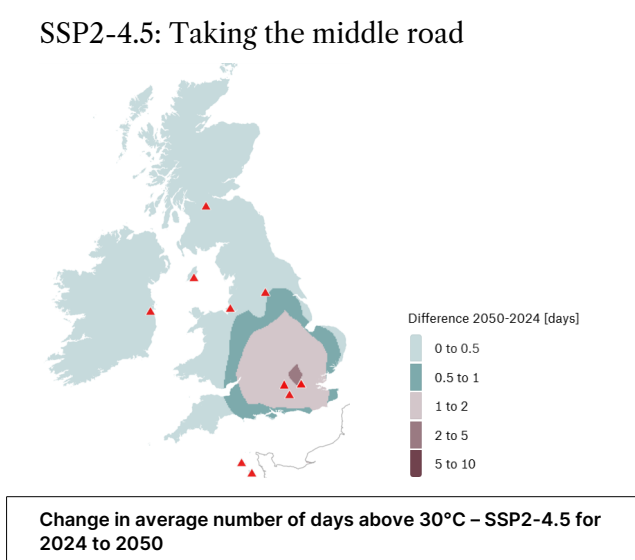 SSP2-4.5: Taking the middle road
Difference 2050-2024 [days]
0 to 0.5
0.5 to 1
1 to 2
2 to 5
5 to 10
Change in average number of days above 30°C – SSP2-4.5 for
2024 to 2050